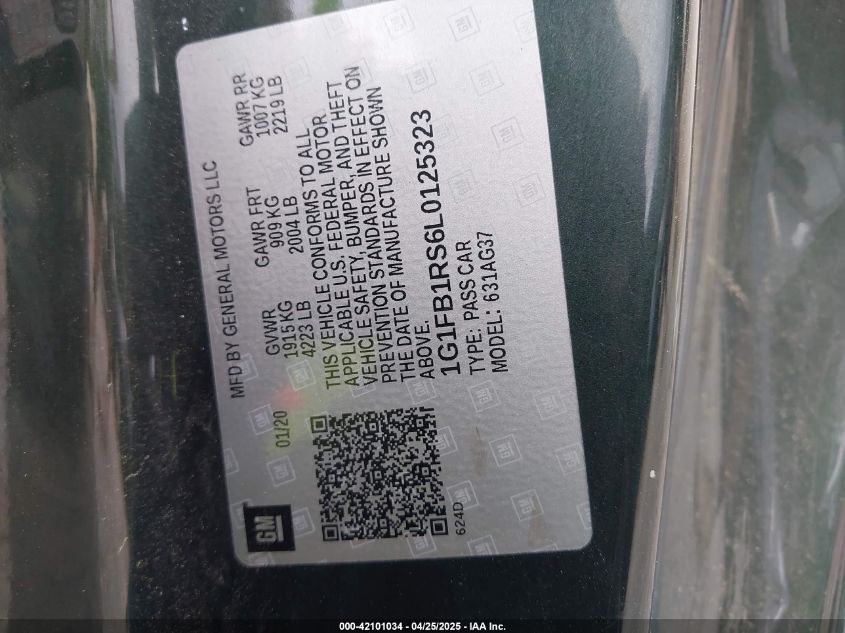 MFD BY GENERAL MOTORS LLC
01/20
GVWR
1915 KG
4223 LB
GAWR FRT
909 KG
2004 LB
GAWR RR
1007 KG
2219 LB
THIS VEHICLE CONFORMS TO ALL
APPLICABLE U.S. FEDERAL MOTOR
VEHICLE SAFETY, BUMPER, AND THEFT
PREVENTION STANDARDS IN EFFECT ON
THE DATE OF MANUFACTURE SHOWN
ABOVE.
1G1FB1RS6L0125323
TYPE: PASS CAR
MODEL: 631AG37
GM
624D
000-42101034 - 04/25/2025 - IAA Inc.